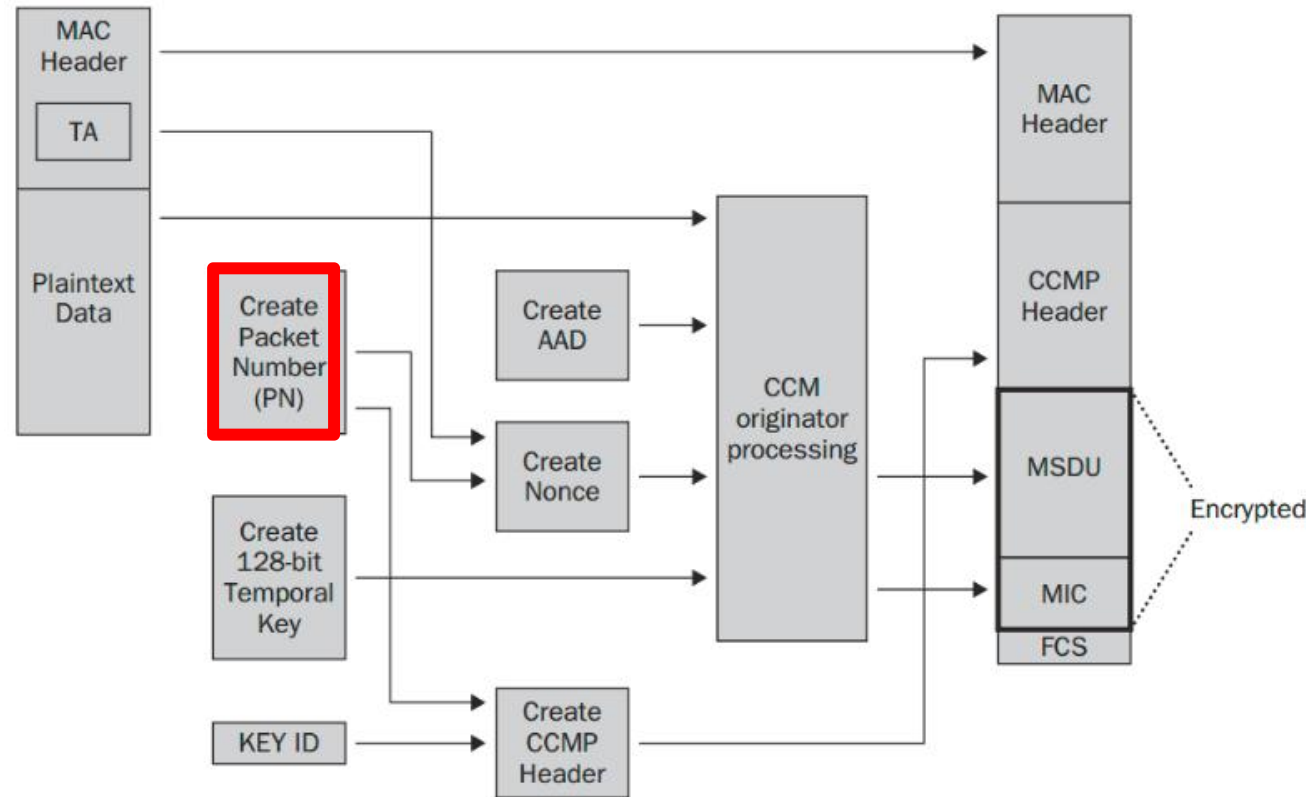 MAC
Header
TA
Plaintext
Data
Create
Packet
Number
(PN)
Create
128-bit
Temporal
Key
KEY ID
Create
AAD
Create
Nonce
Create
CCMP
Header
CCM
originator
processing
MAC
Header
CCMP
Header
MSDU
MIC
FCS
Encrypted